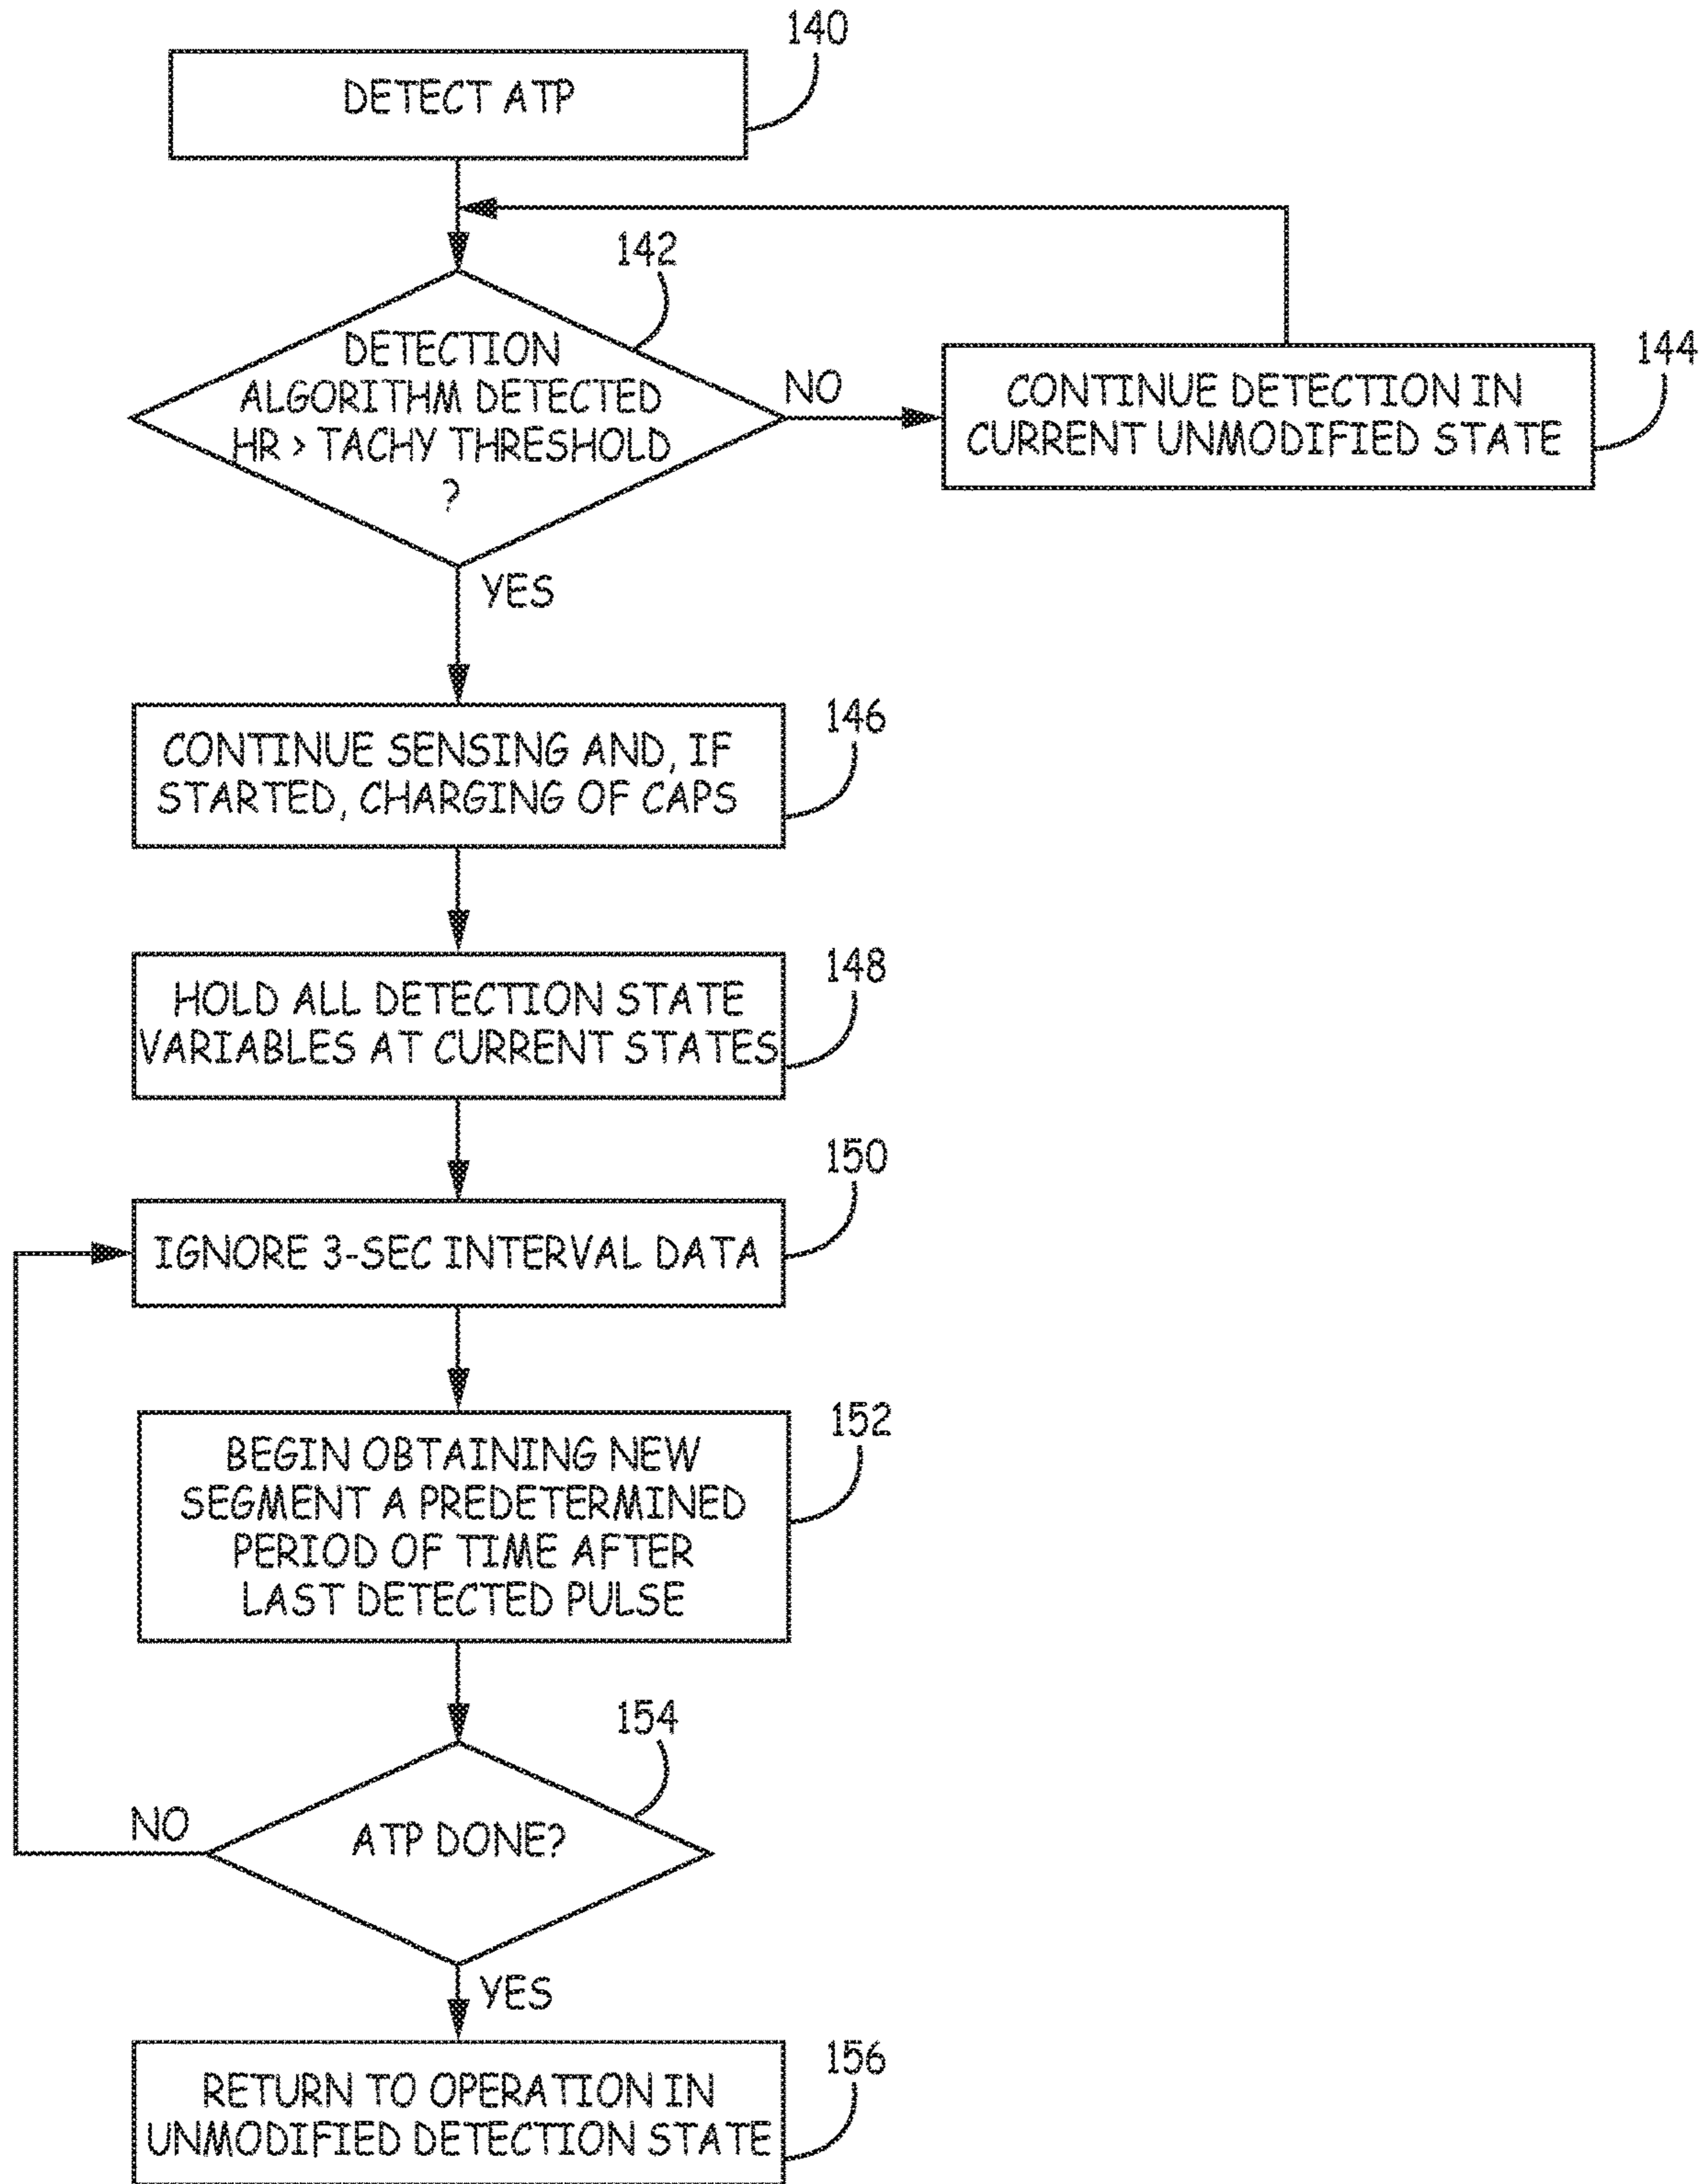 140
DETECT ATP
142
DETECTION
ALGORITHM DETECTED
HR > TACHY THRESHOLD
?
NO
144
CONTINUE DETECTION IN
CURRENT UNMODIFIED STATE
YES
146
CONTINUE SENSING AND, IF
STARTED, CHARGING OF CAPS
148
HOLD ALL DETECTION STATE
VARIABLES AT CURRENT STATES
150
IGNORE 3-SEC INTERVAL DATA
152
BEGIN OBTAINING NEW
SEGMENT A PREDETERMINED
PERIOD OF TIME AFTER
LAST DETECTED PULSE
154
NO
ATP DONE?
YES
156
RETURN TO OPERATION IN
UNMODIFIED DETECTION STATE